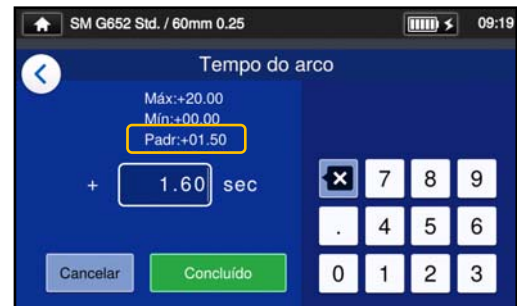 SM G652 Std. / 60mm 0.25 09:19
Tempo do arco
Máx:+20.00
Mín:+00.00
Padr:+01.50
+ 1.60 sec
7 8 9
. 4 5 6
Cancelar Concluído 0 1 2 3